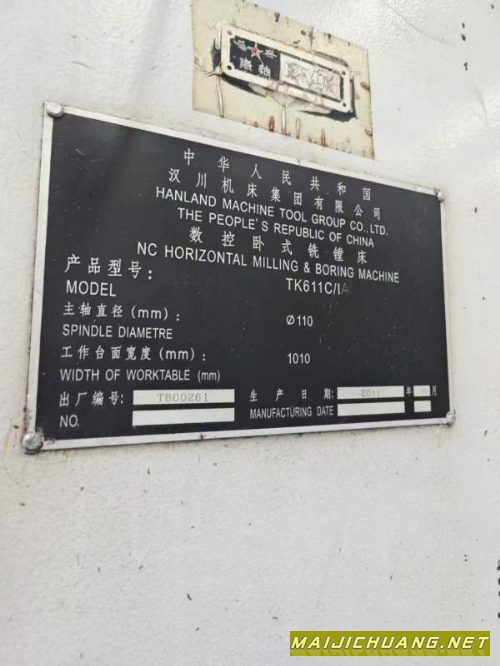 中华人民共和国
汉川机床集团有限公司
HANLAND MACHINE TOOL GROUP CO., LTD.
THE PEOPLE'S REPUBLIC OF CHINA
数控卧式铣镗床
NC HORIZONTAL MILLING & BORING MACHINE
产品型号: TK611C/1A
MODEL
主轴直径(mm): Ø110
SPINDLE DIAMETRE
工作台面宽度(mm): 1010
WIDTH OF WORKTABLE (mm)
出厂编号: T800261 生产日期: 2011 年 月
NO. MANUFACTURING DATE
MAIJICHUANG.NET